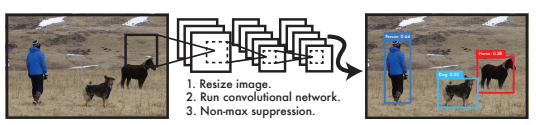 1. Resize image.
2. Run convolutional network.
3. Non-max suppression.
Person: 0.64
Horse: 0.28
Dog: 0.30